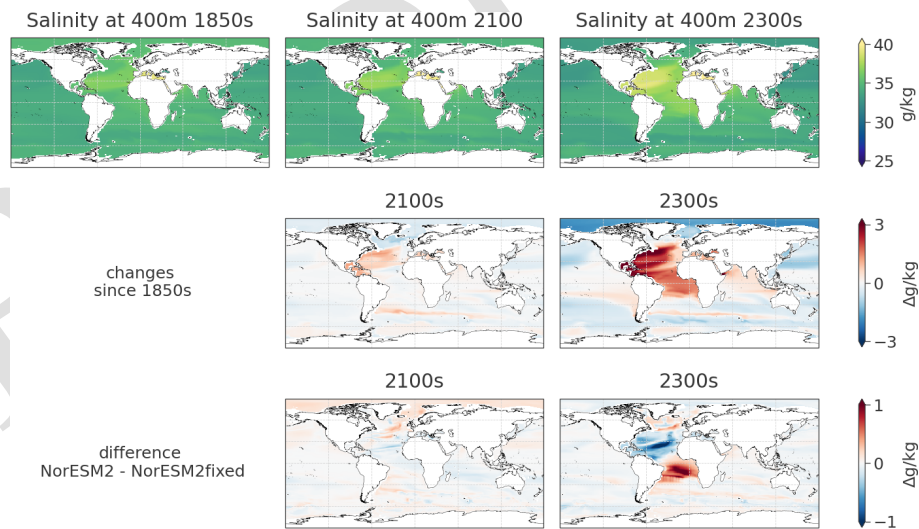 Salinity at 400m 1850s
Salinity at 400m 2100
Salinity at 400m 2300s
40
35
30
25
g/kg
2100s
2300s
changes
since 1850s
3
0
−3
Δg/kg
2100s
2300s
difference
NorESM2 - NorESM2fixed
1
0
−1
Δg/kg